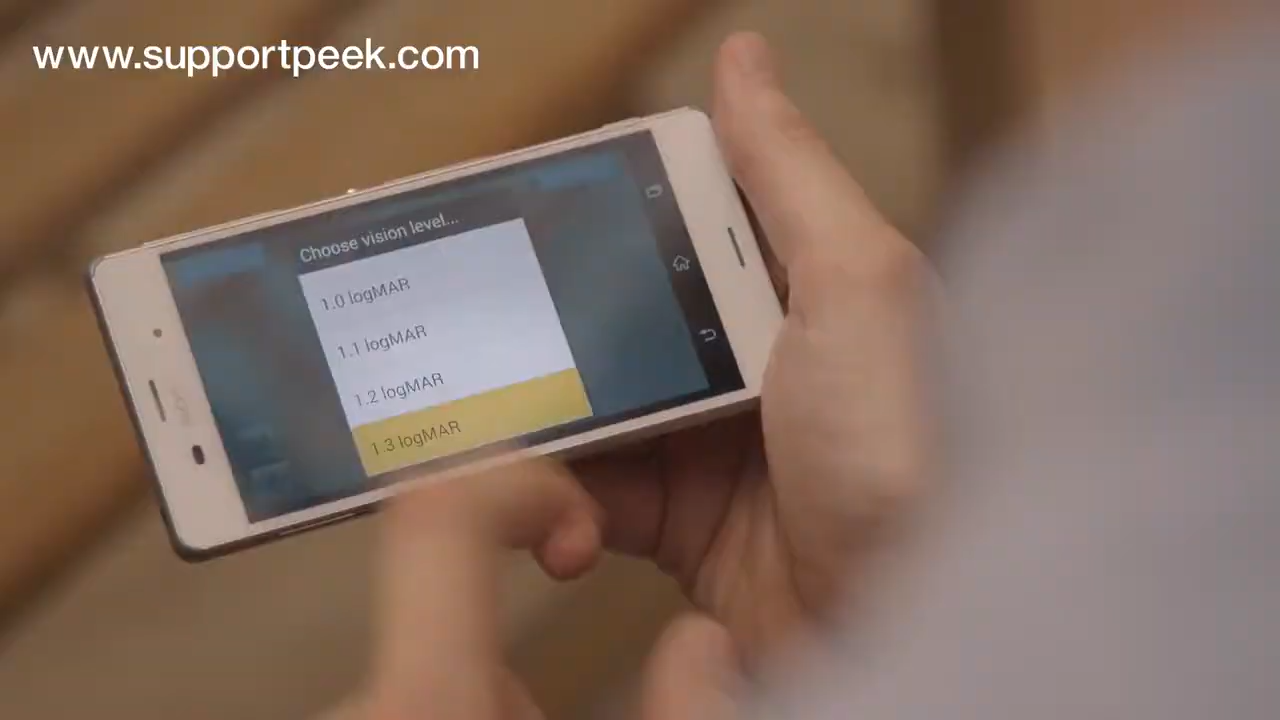 www.supportpeek.com
Choose vision level...
1.0 logMAR
1.1 logMAR
1.2 logMAR
1.3 logMAR